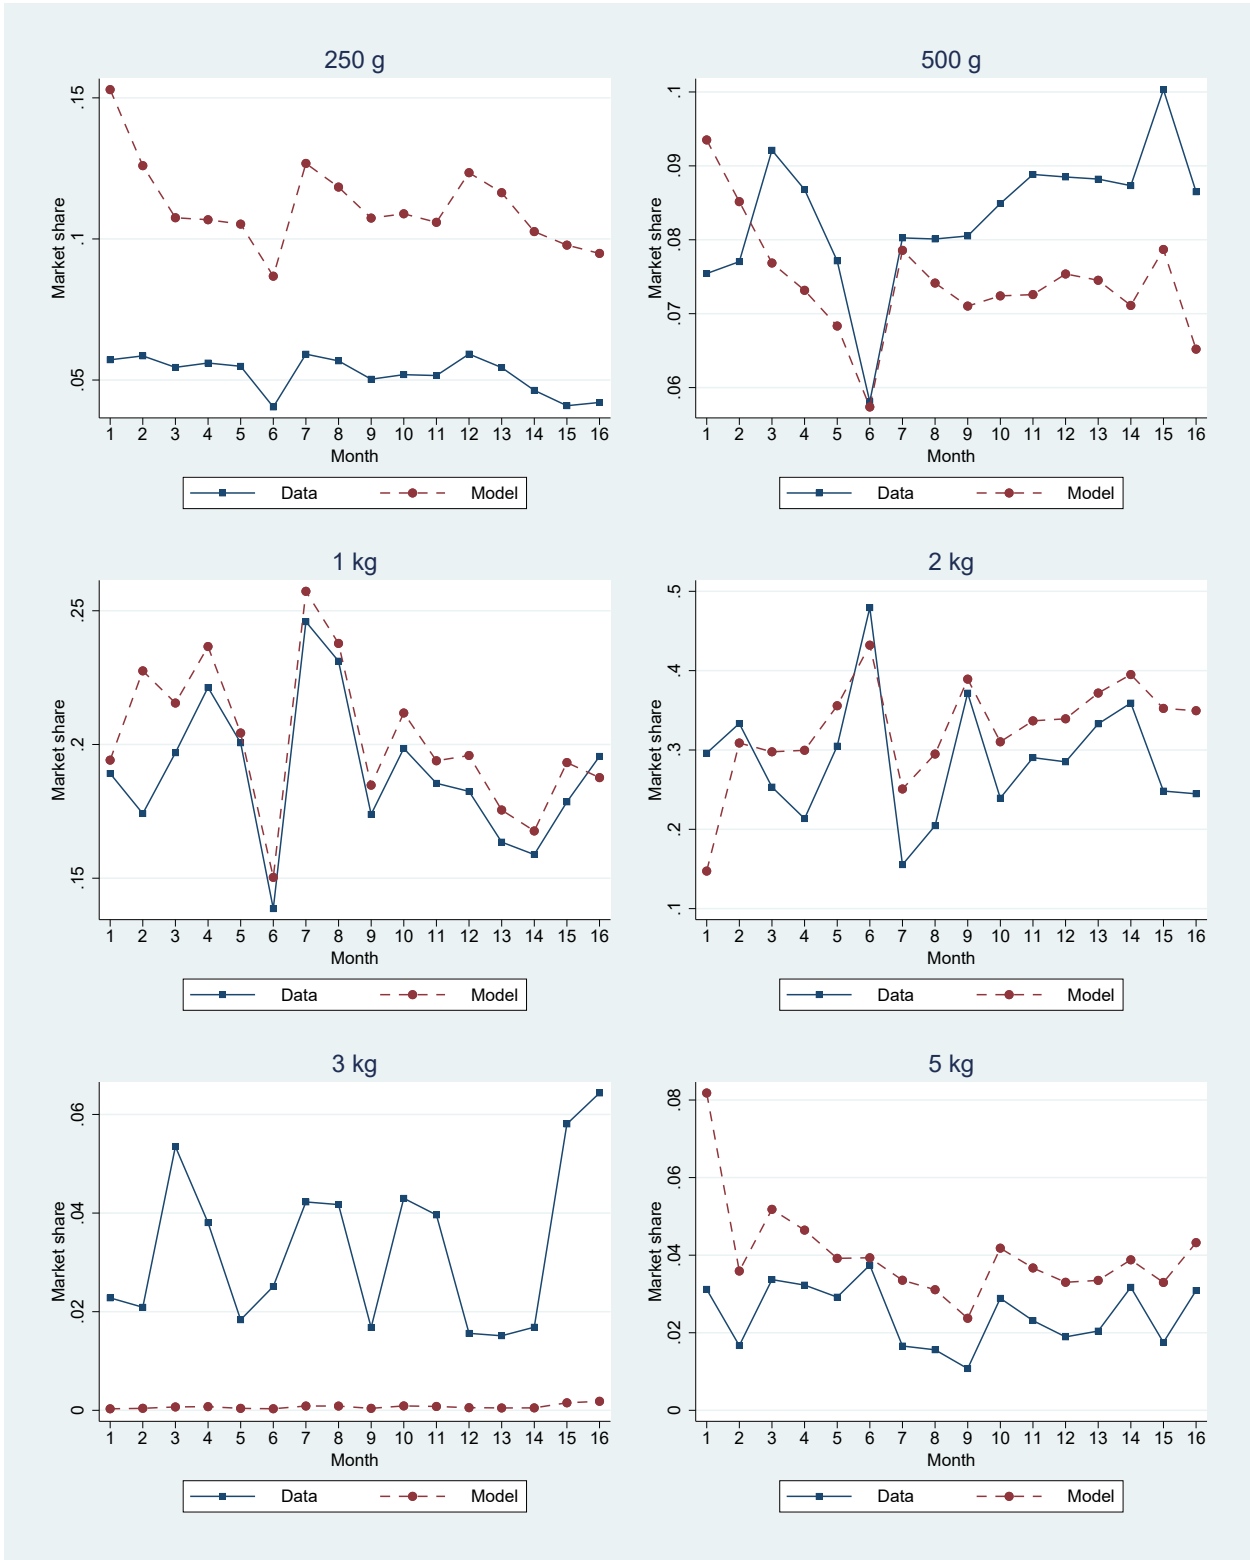 250 g
.15
.1
.05
Market share
1 2 3 4 5 6 7 8 9 10 11 12 13 14 15 16
Month
Data Model
500 g
.1
.09
.08
.07
.06
Market share
1 2 3 4 5 6 7 8 9 10 11 12 13 14 15 16
Month
Data Model
1 kg
.25
.2
.15
Market share
1 2 3 4 5 6 7 8 9 10 11 12 13 14 15 16
Month
Data Model
2 kg
.5
.4
.3
.2
.1
Market share
1 2 3 4 5 6 7 8 9 10 11 12 13 14 15 16
Month
Data Model
3 kg
.06
.04
.02
0
Market share
1 2 3 4 5 6 7 8 9 10 11 12 13 14 15 16
Month
Data Model
5 kg
.08
.06
.04
.02
0
Market share
1 2 3 4 5 6 7 8 9 10 11 12 13 14 15 16
Month
Data Model